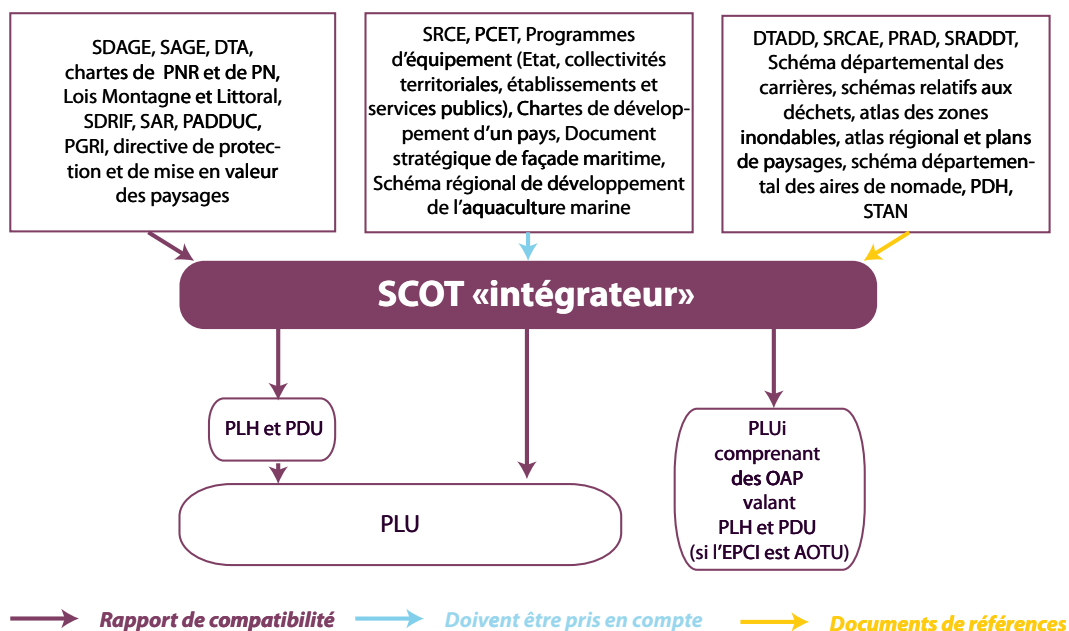 SDAGE, SAGE, DTA,
chartes de PNR et de PN,
Lois Montagne et Littoral,
SDRIF, SAR, PADDUC,
PGRI, directive de protec-
tion et de mise en valeur
des paysages
SRCE, PCET, Programmes
d'équipement (Etat, collectivités
territoriales, établissements et
services publics), Chartes de dévelop-
pement d'un pays, Document
stratégique de façade maritime,
Schéma régional de développement
de l'aquaculture marine
DTADD, SRCAE, PRAD, SRADDT,
Schéma départemental des
carrières, schémas relatifs aux
déchets, atlas des zones
inondables, atlas régional et plans
de paysages, schéma départemen-
tal des aires de nomade, PDH,
STAN
SCOT «intégrateur»
PLH et PDU
PLU
PLUi
comprenant
des OAP
valant
PLH et PDU
(si l'EPCI est AOTU)
Rapport de compatibilité
Doivent être pris en compte
Documents de références